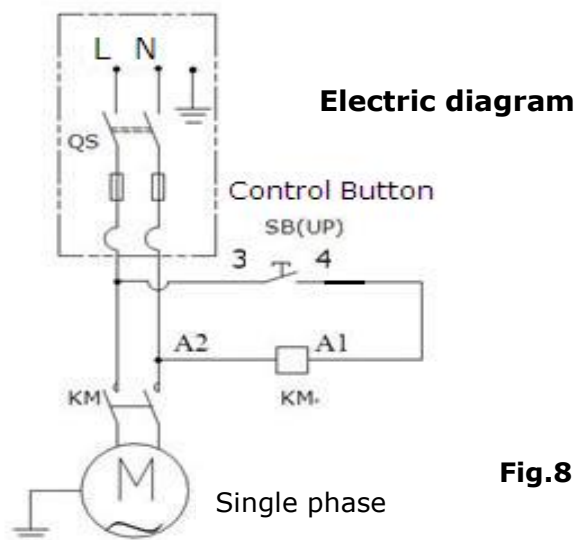 L N
Electric diagram
QS
Control Button
SB(UP)
3 4
A2 A1
KM KM.
M
Fig.8
Single phase